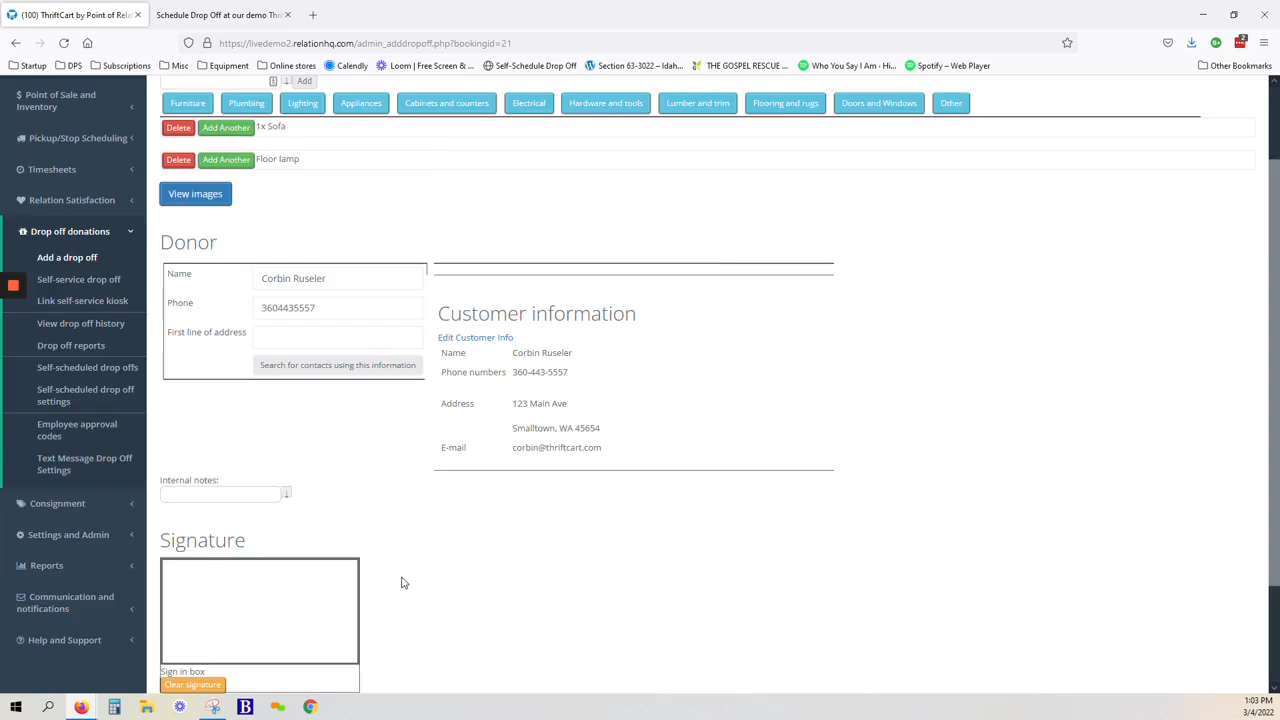 (100) ThriftCart by Point of Rela
Schedule Drop Off at our demo Thri
https://livedemo2.relationhq.com/admin_adddropoff.php?bookingid=21
Startup DPS Subscriptions Misc Equipment Online stores Calendly Loom | Free Screen & ... Self-Schedule Drop Off Section 63-3022 – Idah... THE GOSPEL RESCUE ... Who You Say I Am · Hi... Spotify – Web Player Other Bookmarks
2
B+
Add
$ Point of Sale and Inventory
Pickup/Stop Scheduling
Timesheets
Relation Satisfaction
Drop off donations
Add a drop off
Self-service drop off
Link self-service kiosk
View drop off history
Drop off reports
Self-scheduled drop offs
Self-scheduled drop off settings
Employee approval codes
Text Message Drop Off Settings
Consignment
Settings and Admin
Reports
Communication and notifications
Help and Support
Furniture Plumbing Lighting Appliances Cabinets and counters Electrical Hardware and tools Lumber and trim Flooring and rugs Doors and Windows Other
Delete Add Another 1x Sofa
Delete Add Another Floor lamp
View images
Donor
Name Corbin Ruseler
Phone 3604435557
First line of address
Search for contacts using this information
Customer information
Edit Customer Info
Name Corbin Ruseler
Phone numbers 360-443-5557
Address 123 Main Ave
Smalltown, WA 45654
E-mail corbin@thriftcart.com
Internal notes:
Signature
Sign in box
Clear signature
1:03 PM
3/4/2022